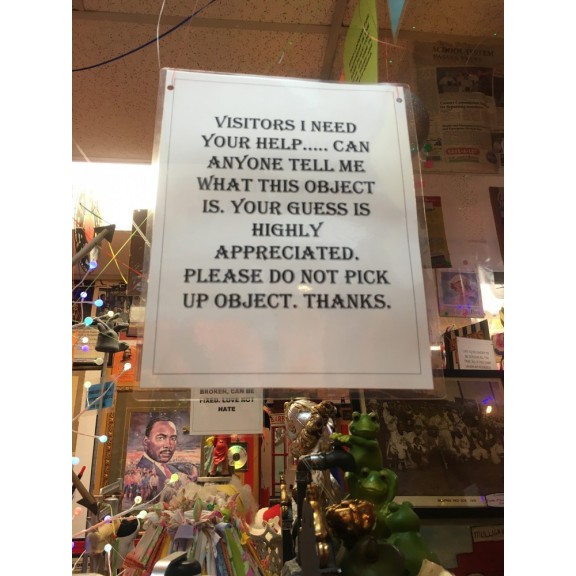 VISITORS I NEED
YOUR HELP..... CAN
ANYONE TELL ME
WHAT THIS OBJECT
IS. YOUR GUESS IS
HIGHLY
APPRECIATED.
PLEASE DO NOT PICK
UP OBJECT. THANKS.
BROKEN, CAN BE
FIXED. LOVE NOT
HATE